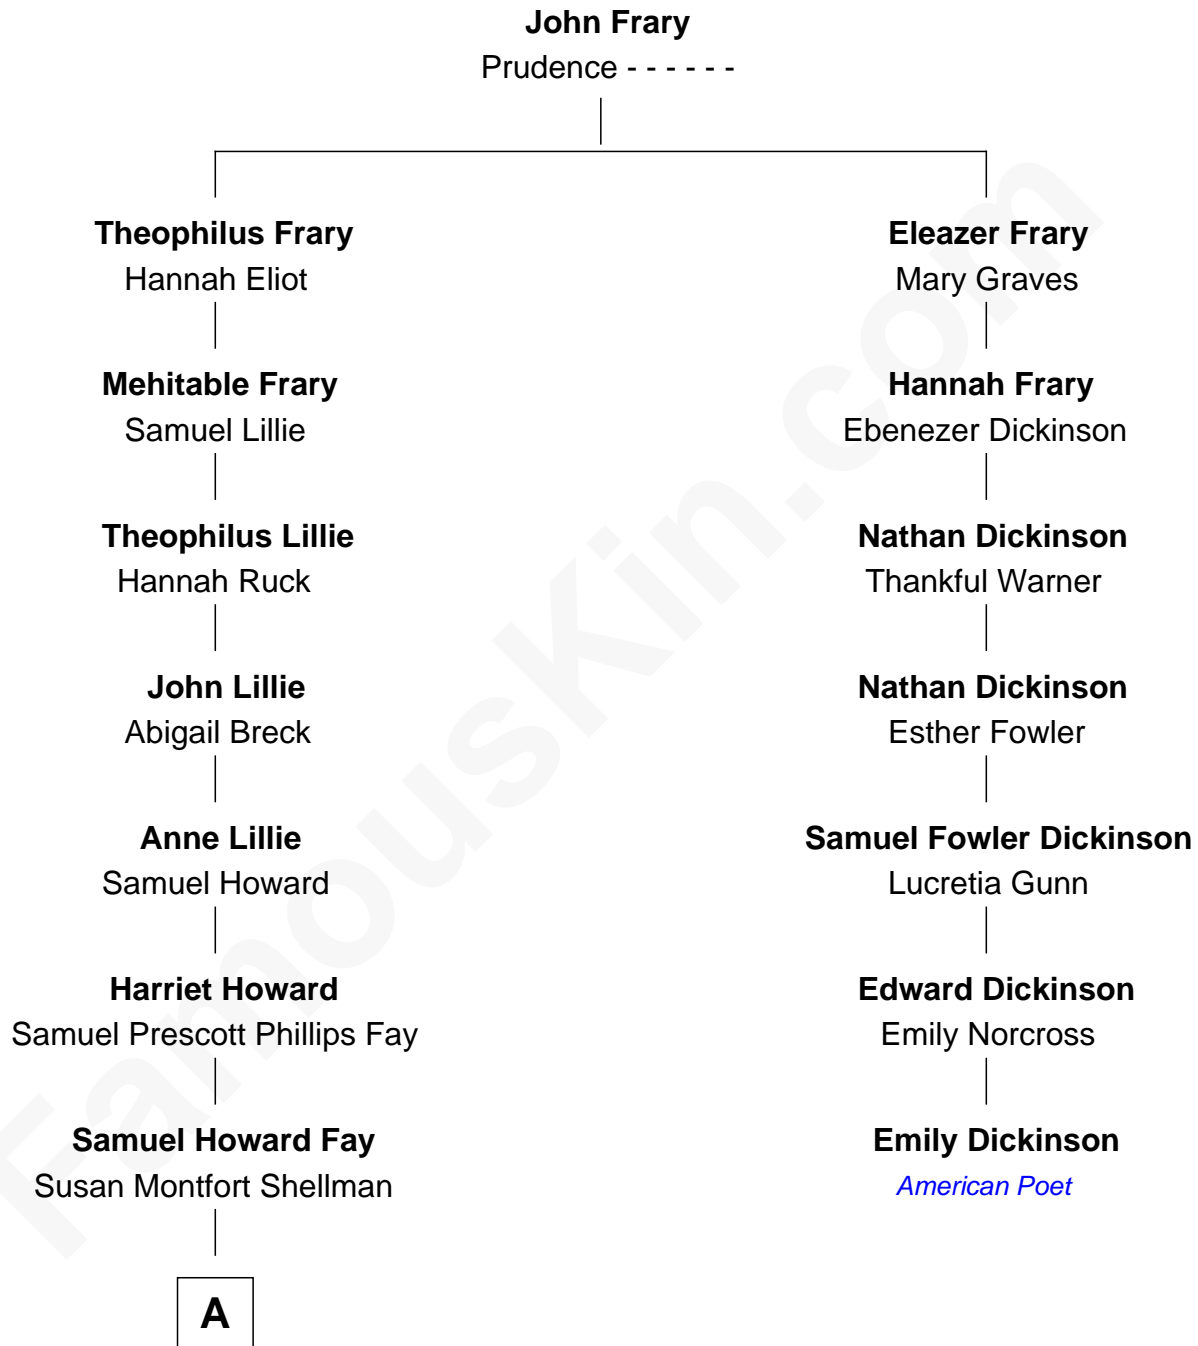 John Frary
Prudence - - - - - -
Theophilus Frary
Hannah Eliot
Mehitable Frary
Samuel Lillie
Theophilus Lillie
Hannah Ruck
John Lillie
Abigail Breck
Anne Lillie
Samuel Howard
Harriet Howard
Samuel Prescott Phillips Fay
Samuel Howard Fay
Susan Montfort Shellman
A
Eleazer Frary
Mary Graves
Hannah Frary
Ebenezer Dickinson
Nathan Dickinson
Thankful Warner
Nathan Dickinson
Esther Fowler
Samuel Fowler Dickinson
Lucretia Gunn
Edward Dickinson
Emily Norcross
Emily Dickinson
American Poet
FamousKin.com